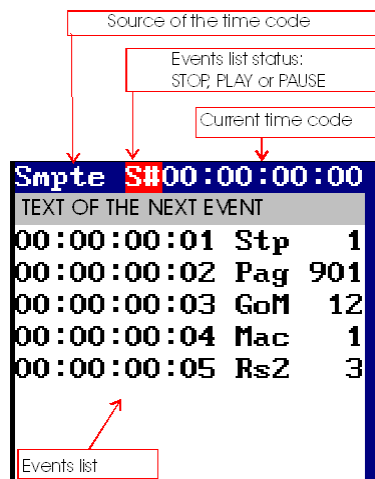 Source of the time code
Events list status:
STOP, PLAY or PAUSE
Current time code
Smpte S#00:00:00:00
TEXT OF THE NEXT EVENT
00:00:00:01 Stp 1
00:00:00:02 Pag 901
00:00:00:03 GoM 12
00:00:00:04 Mac 1
00:00:00:05 Rs2 3
Events list